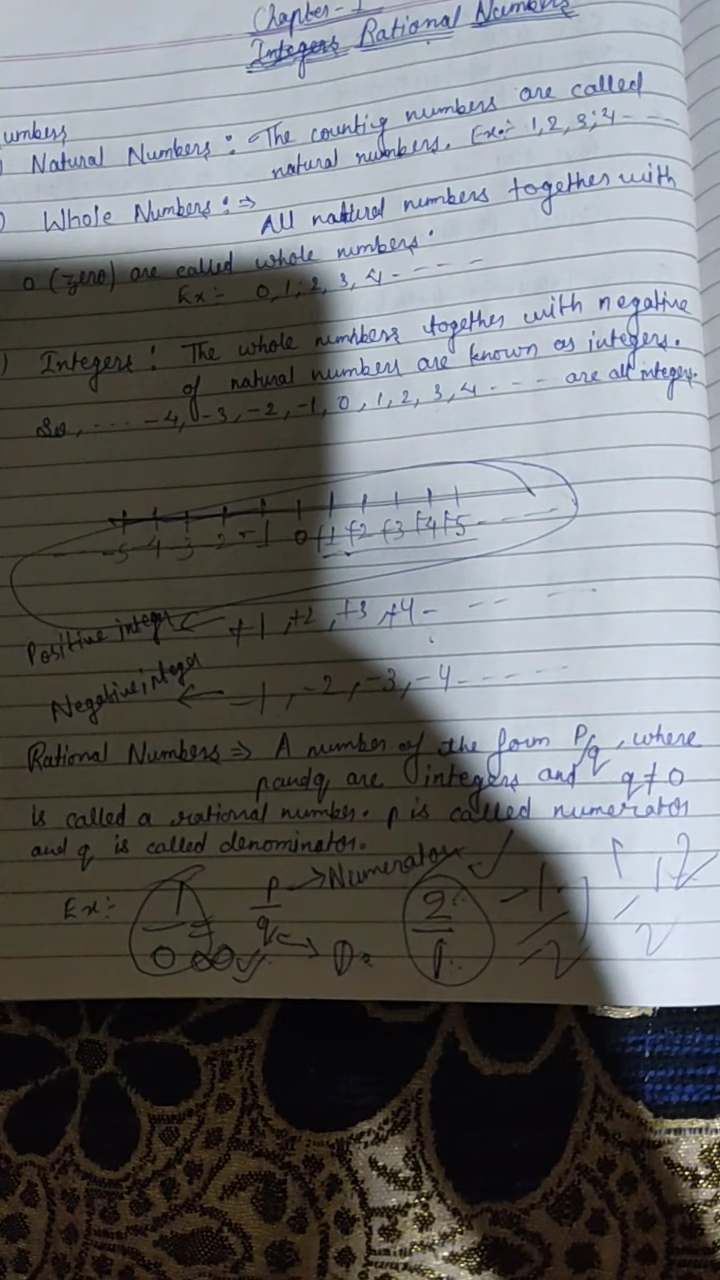 Chapter - 1
Integers Rational Numbers
umbers
) Natural Numbers : The counting numbers are called
natural numbers. Ex:- 1, 2, 3, 4 - - -
) Whole Numbers : ⇒ All natural numbers together with
0 (zero) are called whole numbers.
Ex:- 0, 1, 2, 3, 4 - - - - -
) Integers : The whole numbers together with negative
of natural numbers are known as integers.
So, ---- -4, -3, -2, -1, 0, 1, 2, 3, 4 - - - - are all integers.
-5 -4 -3 -2 -1 0 +1 +2 +3 +4 +5 - - - -
Positive integer ← +1, +2, +3, +4 - - - -
Negative integer ← -1, -2, -3, -4 - - - - -
Rational Numbers ⇒ A number of the form P/q, where
p and q are integers and q ≠ 0
is called a rational number. p is called numerator
and q is called denominator.
Ex:- 1/0 = ∞ ✓ p/q → Numerator → D. 2/1 ✓ -1/2